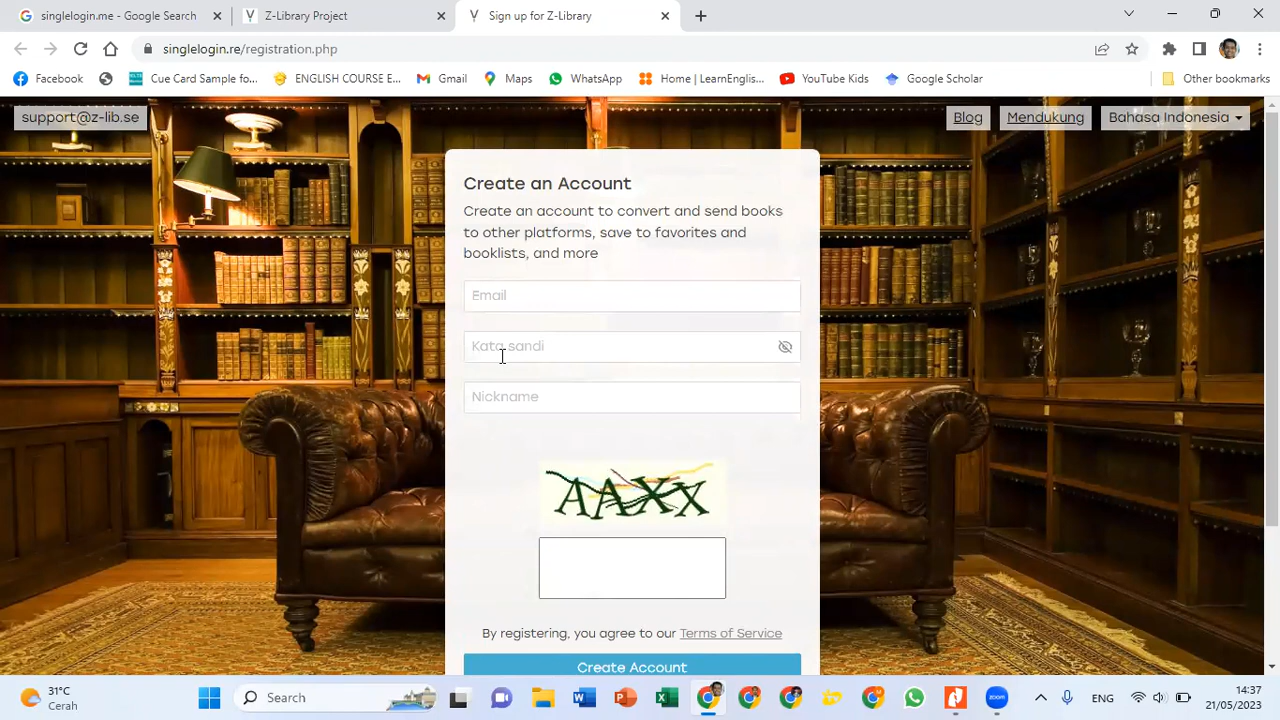 singlelogin.me - Google Search
Z-Library Project
Sign up for Z-Library
singlelogin.re/registration.php
Facebook
Cue Card Sample fo...
ENGLISH COURSE E...
Gmail
Maps
WhatsApp
Home | LearnEnglis...
YouTube Kids
Google Scholar
Other bookmarks
support@z-lib.se
Blog
Mendukung
Bahasa Indonesia
Create an Account
Create an account to convert and send books
to other platforms, save to favorites and
booklists, and more
Email
Kata sandi
Nickname
AAXX
By registering, you agree to our Terms of Service
Create Account
31°C
Cerah
Search
ENG
14:37
21/05/2023